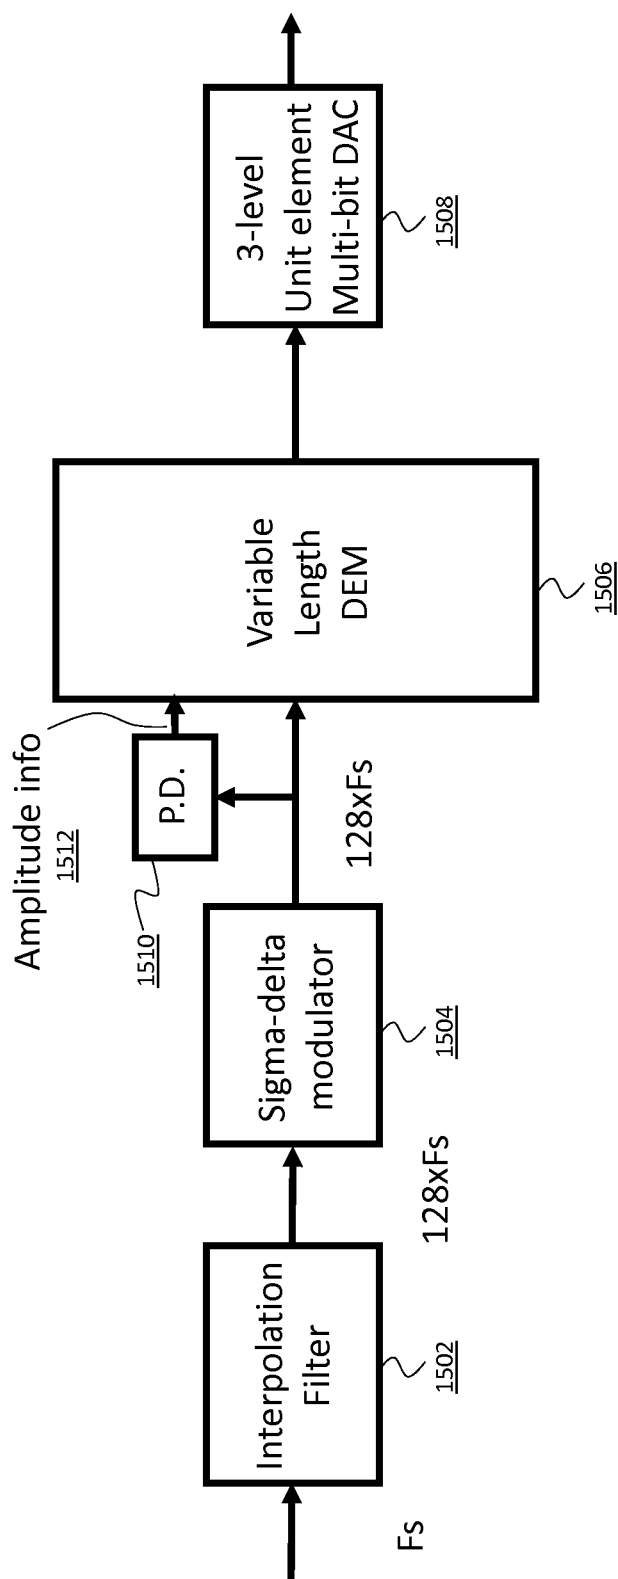 Fs
Interpolation
Filter
1502
128xFs
Sigma-delta
modulator
1504
128xFs
P.D.
1510
Amplitude info
1512
Variable
Length
DEM
1506
3-level
Unit element
Multi-bit DAC
1508